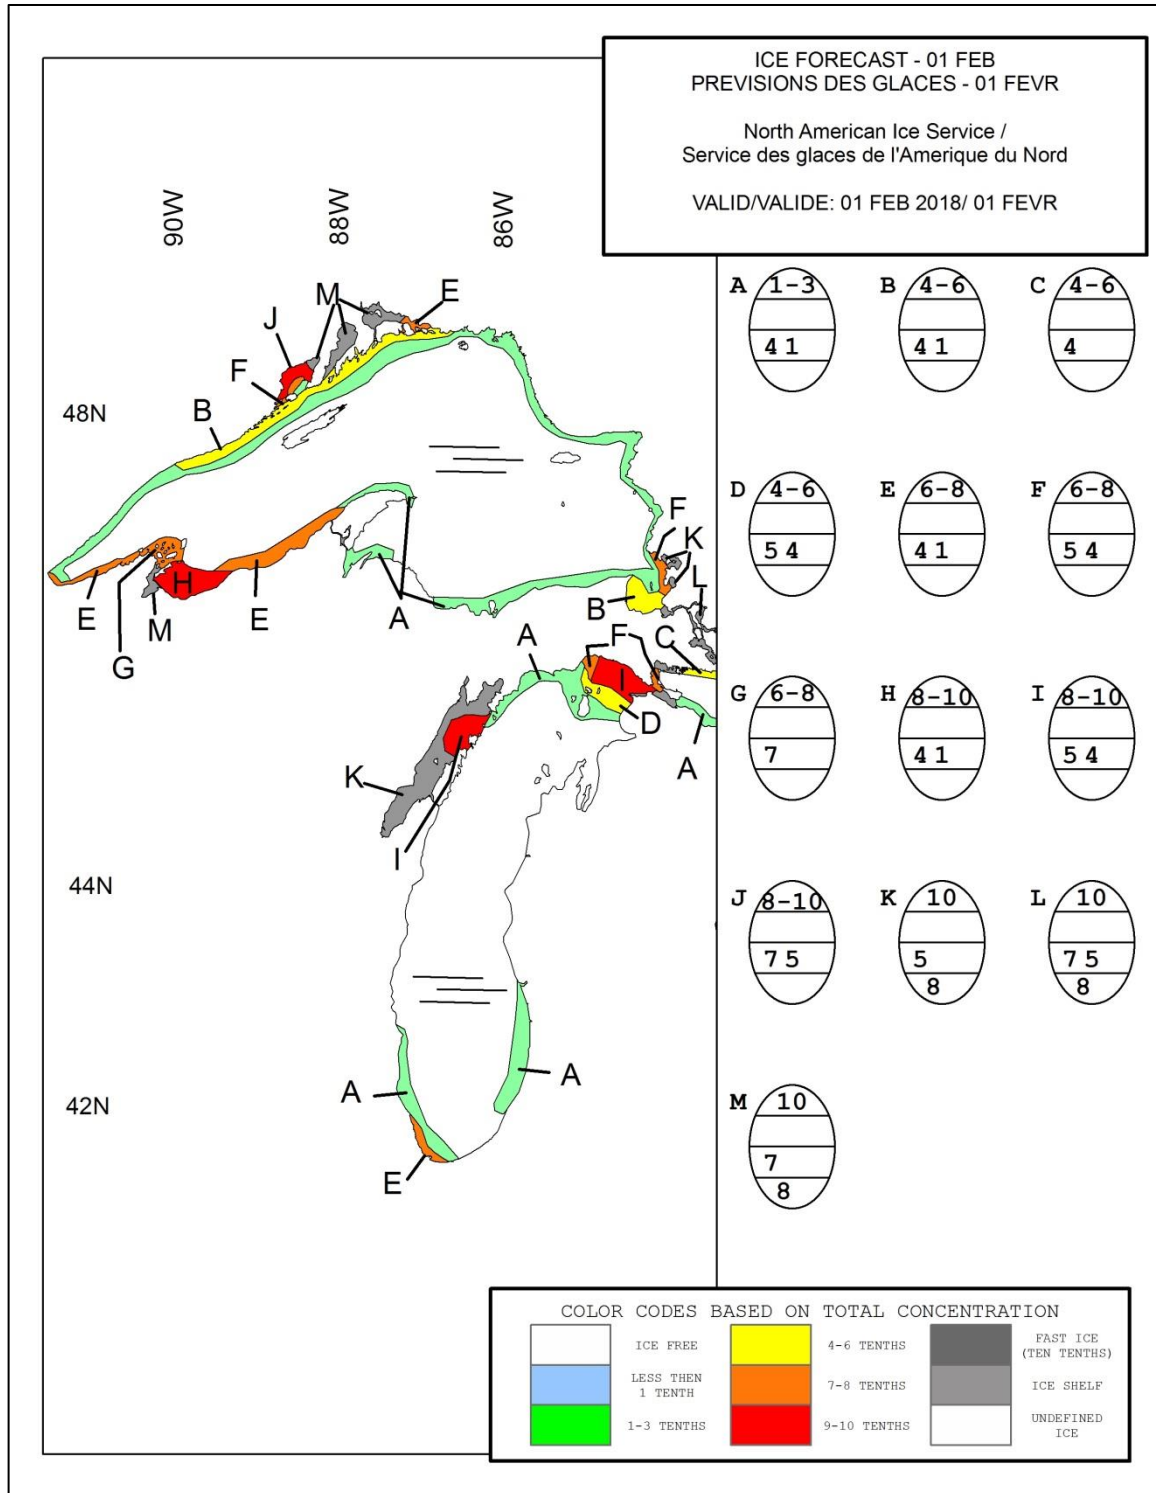 ICE FORECAST - 01 FEB
PREVISIONS DES GLACES - 01 FEVR
North American Ice Service /
Service des glaces de l'Amerique du Nord
VALID/VALIDE: 01 FEB 2018/ 01 FEVR
90W
88W
86W
48N
44N
42N
M
E
J
F
B
F
K
L
B
E
M
G
H
E
A
A
F
C
I
D
A
K
I
A
A
E
A 1-3
4 1
B 4-6
4 1
C 4-6
4
D 4-6
5 4
E 6-8
4 1
F 6-8
5 4
G 6-8
7
H 8-10
4 1
I 8-10
5 4
J 8-10
7 5
K 10
5
8
L 10
7 5
8
M 10
7
8
COLOR CODES BASED ON TOTAL CONCENTRATION
ICE FREE
LESS THEN
1 TENTH
1-3 TENTHS
4-6 TENTHS
7-8 TENTHS
9-10 TENTHS
FAST ICE
(TEN TENTHS)
ICE SHELF
UNDEFINED
ICE